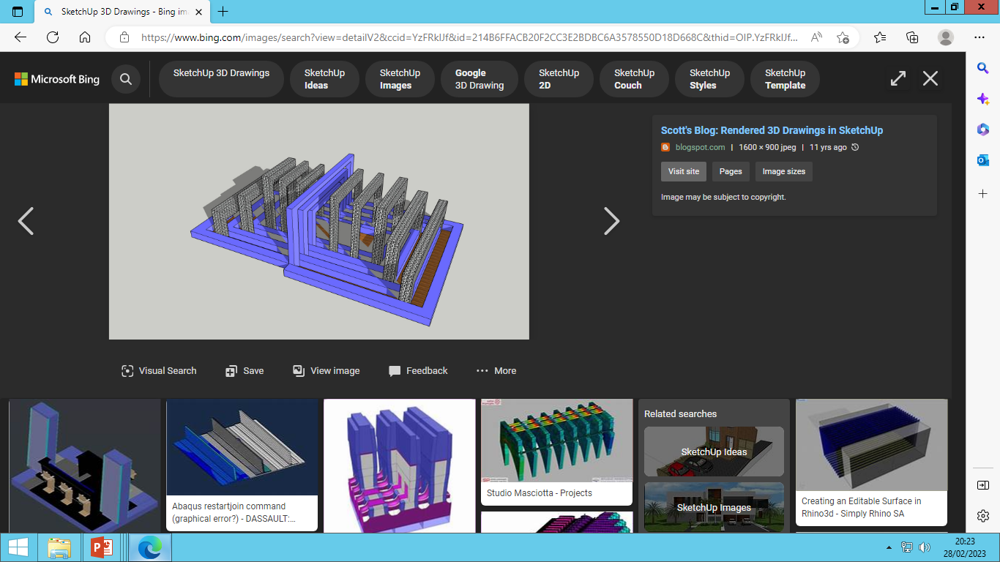 SketchUp 3D Drawings - Bing im
https://www.bing.com/images/search?view=detailV2&ccid=YzFRkIJf&id=214B6FFACB20F2CC3E2BDBC6A3578550D18D668C&thid=OIP.YzFRkIJf...
Microsoft Bing
SketchUp 3D Drawings
SketchUp
Ideas
SketchUp
Images
Google
3D Drawing
SketchUp
2D
SketchUp
Couch
SketchUp
Styles
SketchUp
Template
Scott's Blog: Rendered 3D Drawings in SketchUp
blogspot.com | 1600 × 900 jpeg | 11 yrs ago
Visit site
Pages
Image sizes
Image may be subject to copyright.
Visual Search
Save
View image
Feedback
More
Abaqus restartjoin command
(graphical error?) - DASSAULT:...
Studio Masciotta - Projects
Related searches
SketchUp Ideas
SketchUp Images
Creating an Editable Surface in
Rhino3d - Simply Rhino SA
20:23
28/02/2023